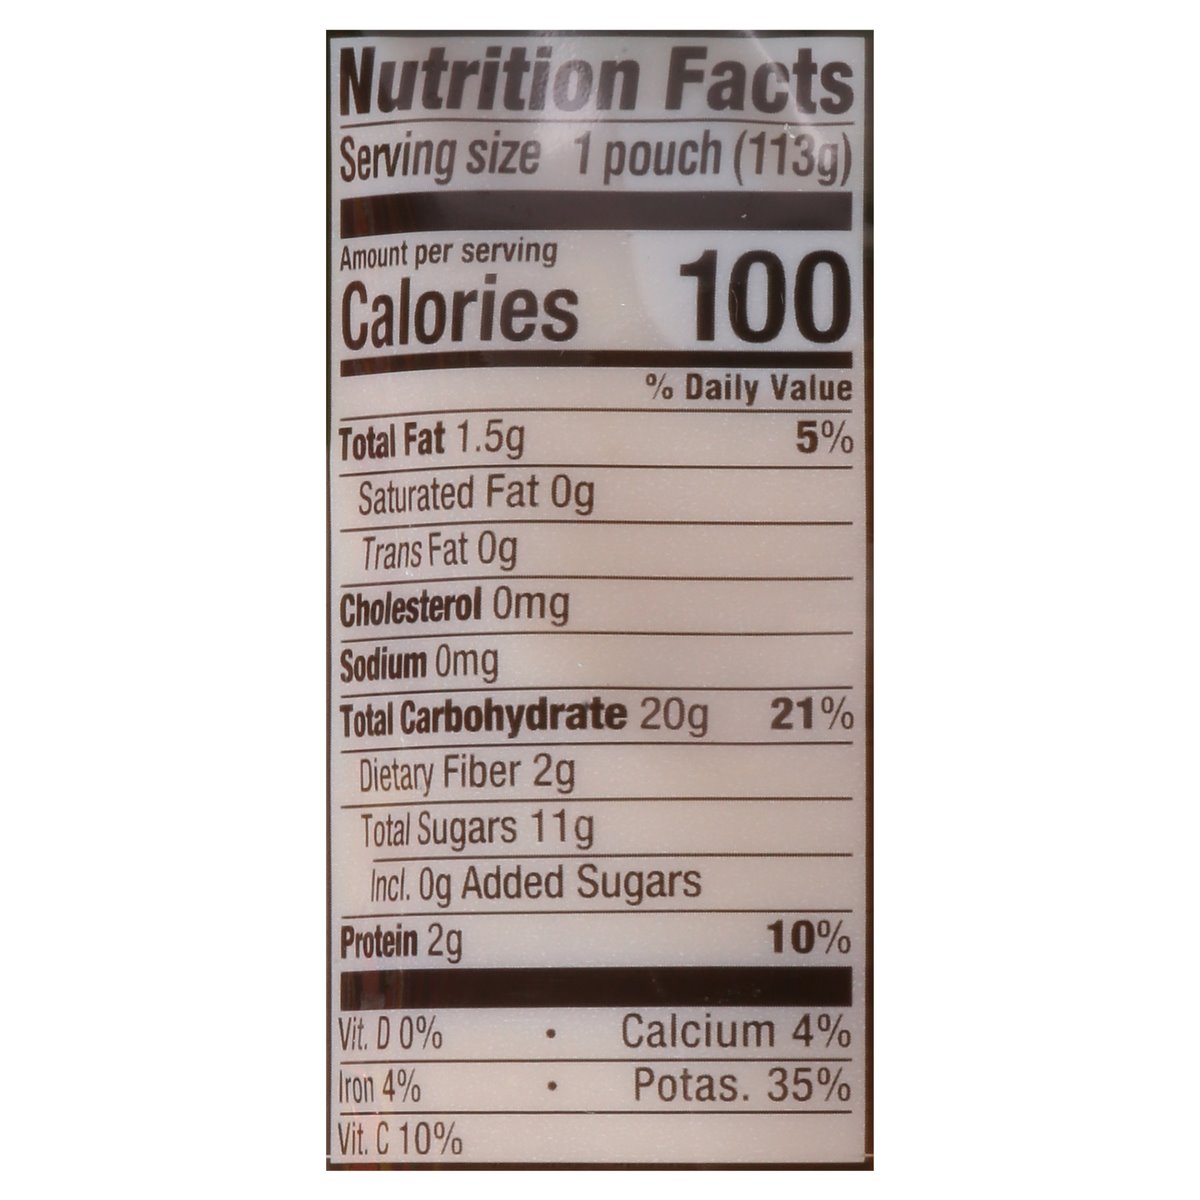 Nutrition Facts
Serving size 1 pouch (113g)
Amount per serving
Calories 100
% Daily Value
Total Fat 1.5g 5%
Saturated Fat 0g
Trans Fat 0g
Cholesterol 0mg
Sodium 0mg
Total Carbohydrate 20g 21%
Dietary Fiber 2g
Total Sugars 11g
Incl. 0g Added Sugars
Protein 2g 10%
Vit. D 0% • Calcium 4%
Iron 4% • Potas. 35%
Vit. C 10%